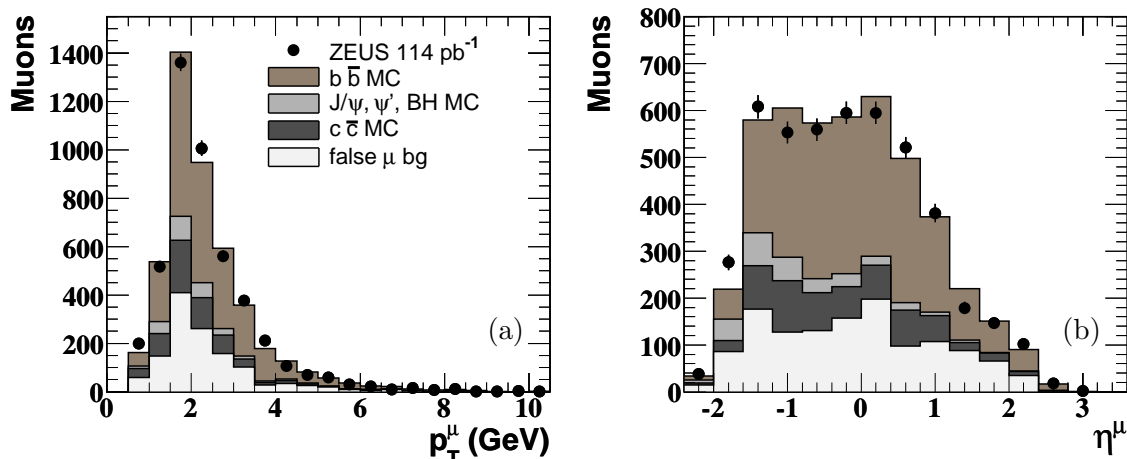 Muons
1400
1200
1000
800
600
400
200
0
0 2 4 6 8 10
p_T^μ (GeV)
ZEUS 114 pb⁻¹
b b̅ MC
J/ψ, ψ’, BH MC
c c̅ MC
false μ bg
(a)
Muons
800
700
600
500
400
300
200
100
0
-2 -1 0 1 2 3
η^μ
(b)